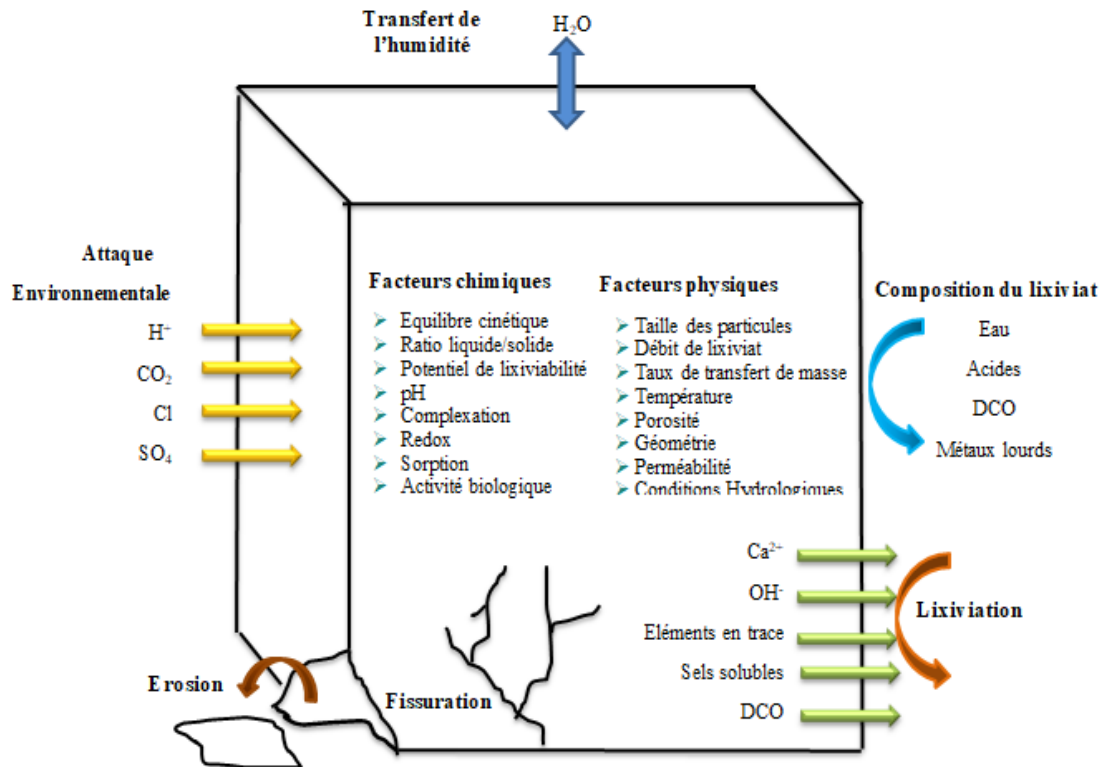 Transfert de
l'humidité
H₂O
Attaque
Environnementale
H⁺
CO₂
Cl
SO₄
Facteurs chimiques
Equilibre cinétique
Ratio liquide/solide
Potentiel de lixiviabilité
pH
Complexation
Redox
Sorption
Activité biologique
Facteurs physiques
Taille des particules
Débit de lixiviat
Taux de transfert de masse
Température
Porosité
Géométrie
Perméabilité
Conditions Hydrologiques
Composition du lixiviat
Eau
Acides
DCO
Métaux lourds
Ca²⁺
OH⁻
Eléments en trace
Sels solubles
DCO
Lixiviation
Erosion
Fissuration